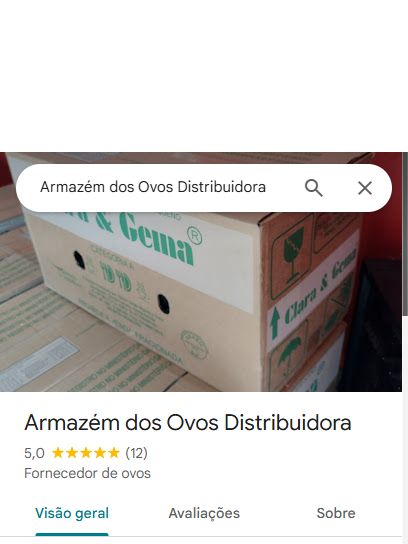 Armazém dos Ovos Distribuidora
Clara & Gema ®
CATEGORIA A
Clara & Gema
Armazém dos Ovos Distribuidora
5,0 ★★★★★ (12)
Fornecedor de ovos
Visão geral Avaliações Sobre